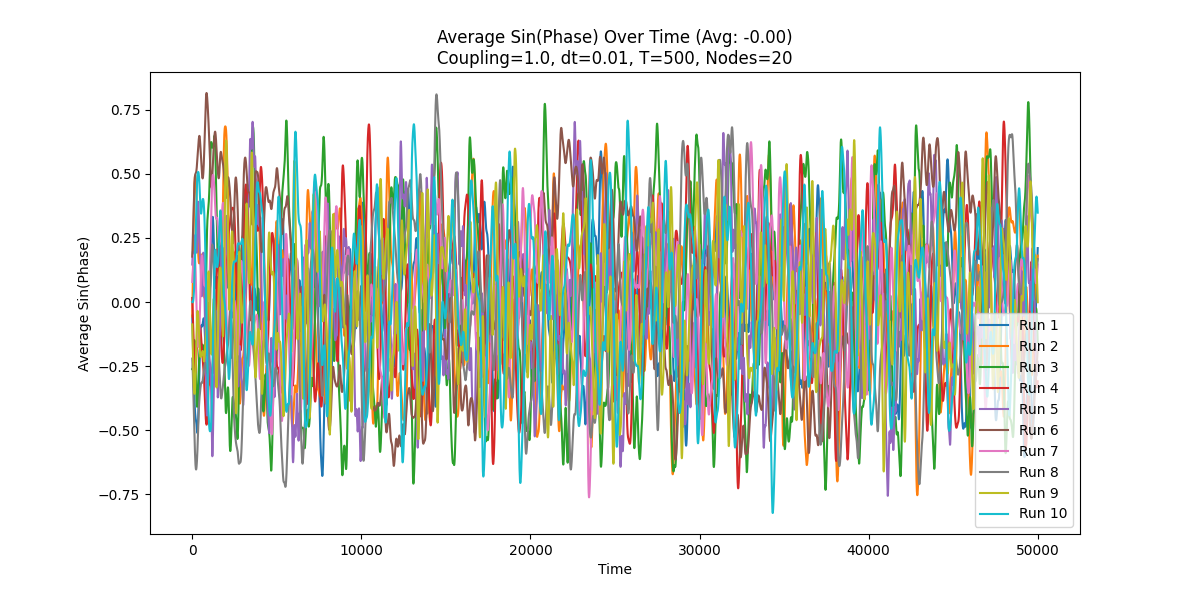 Average Sin(Phase) Over Time (Avg: -0.00)
Coupling=1.0, dt=0.01, T=500, Nodes=20
Average Sin(Phase)
0.75
0.50
0.25
0.00
−0.25
−0.50
−0.75
0
10000
20000
30000
40000
50000
Time
Run 1
Run 2
Run 3
Run 4
Run 5
Run 6
Run 7
Run 8
Run 9
Run 10